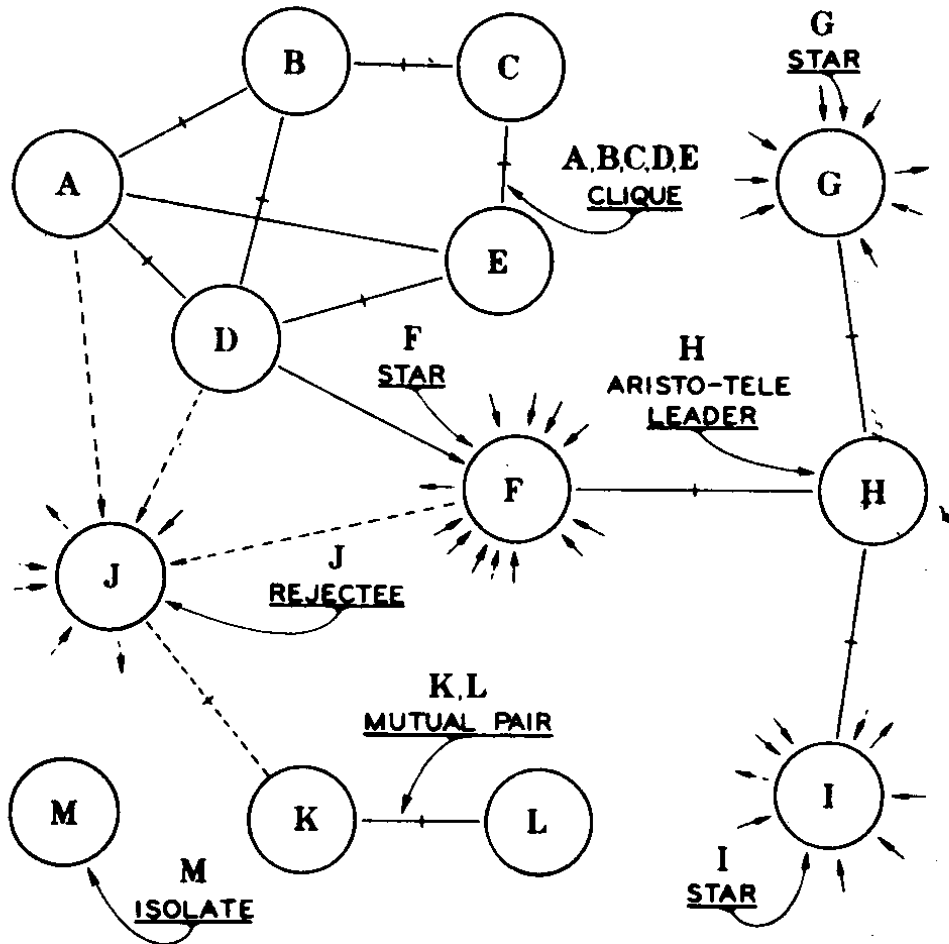 G
STAR
B
C
A,B,C,D,E
CLIQUE
A
G
E
D
F
STAR
H
ARISTO-TELE
LEADER
F
H
J
J
REJECTEE
K,L
MUTUAL PAIR
M
K
L
I
M
ISOLATE
I
STAR